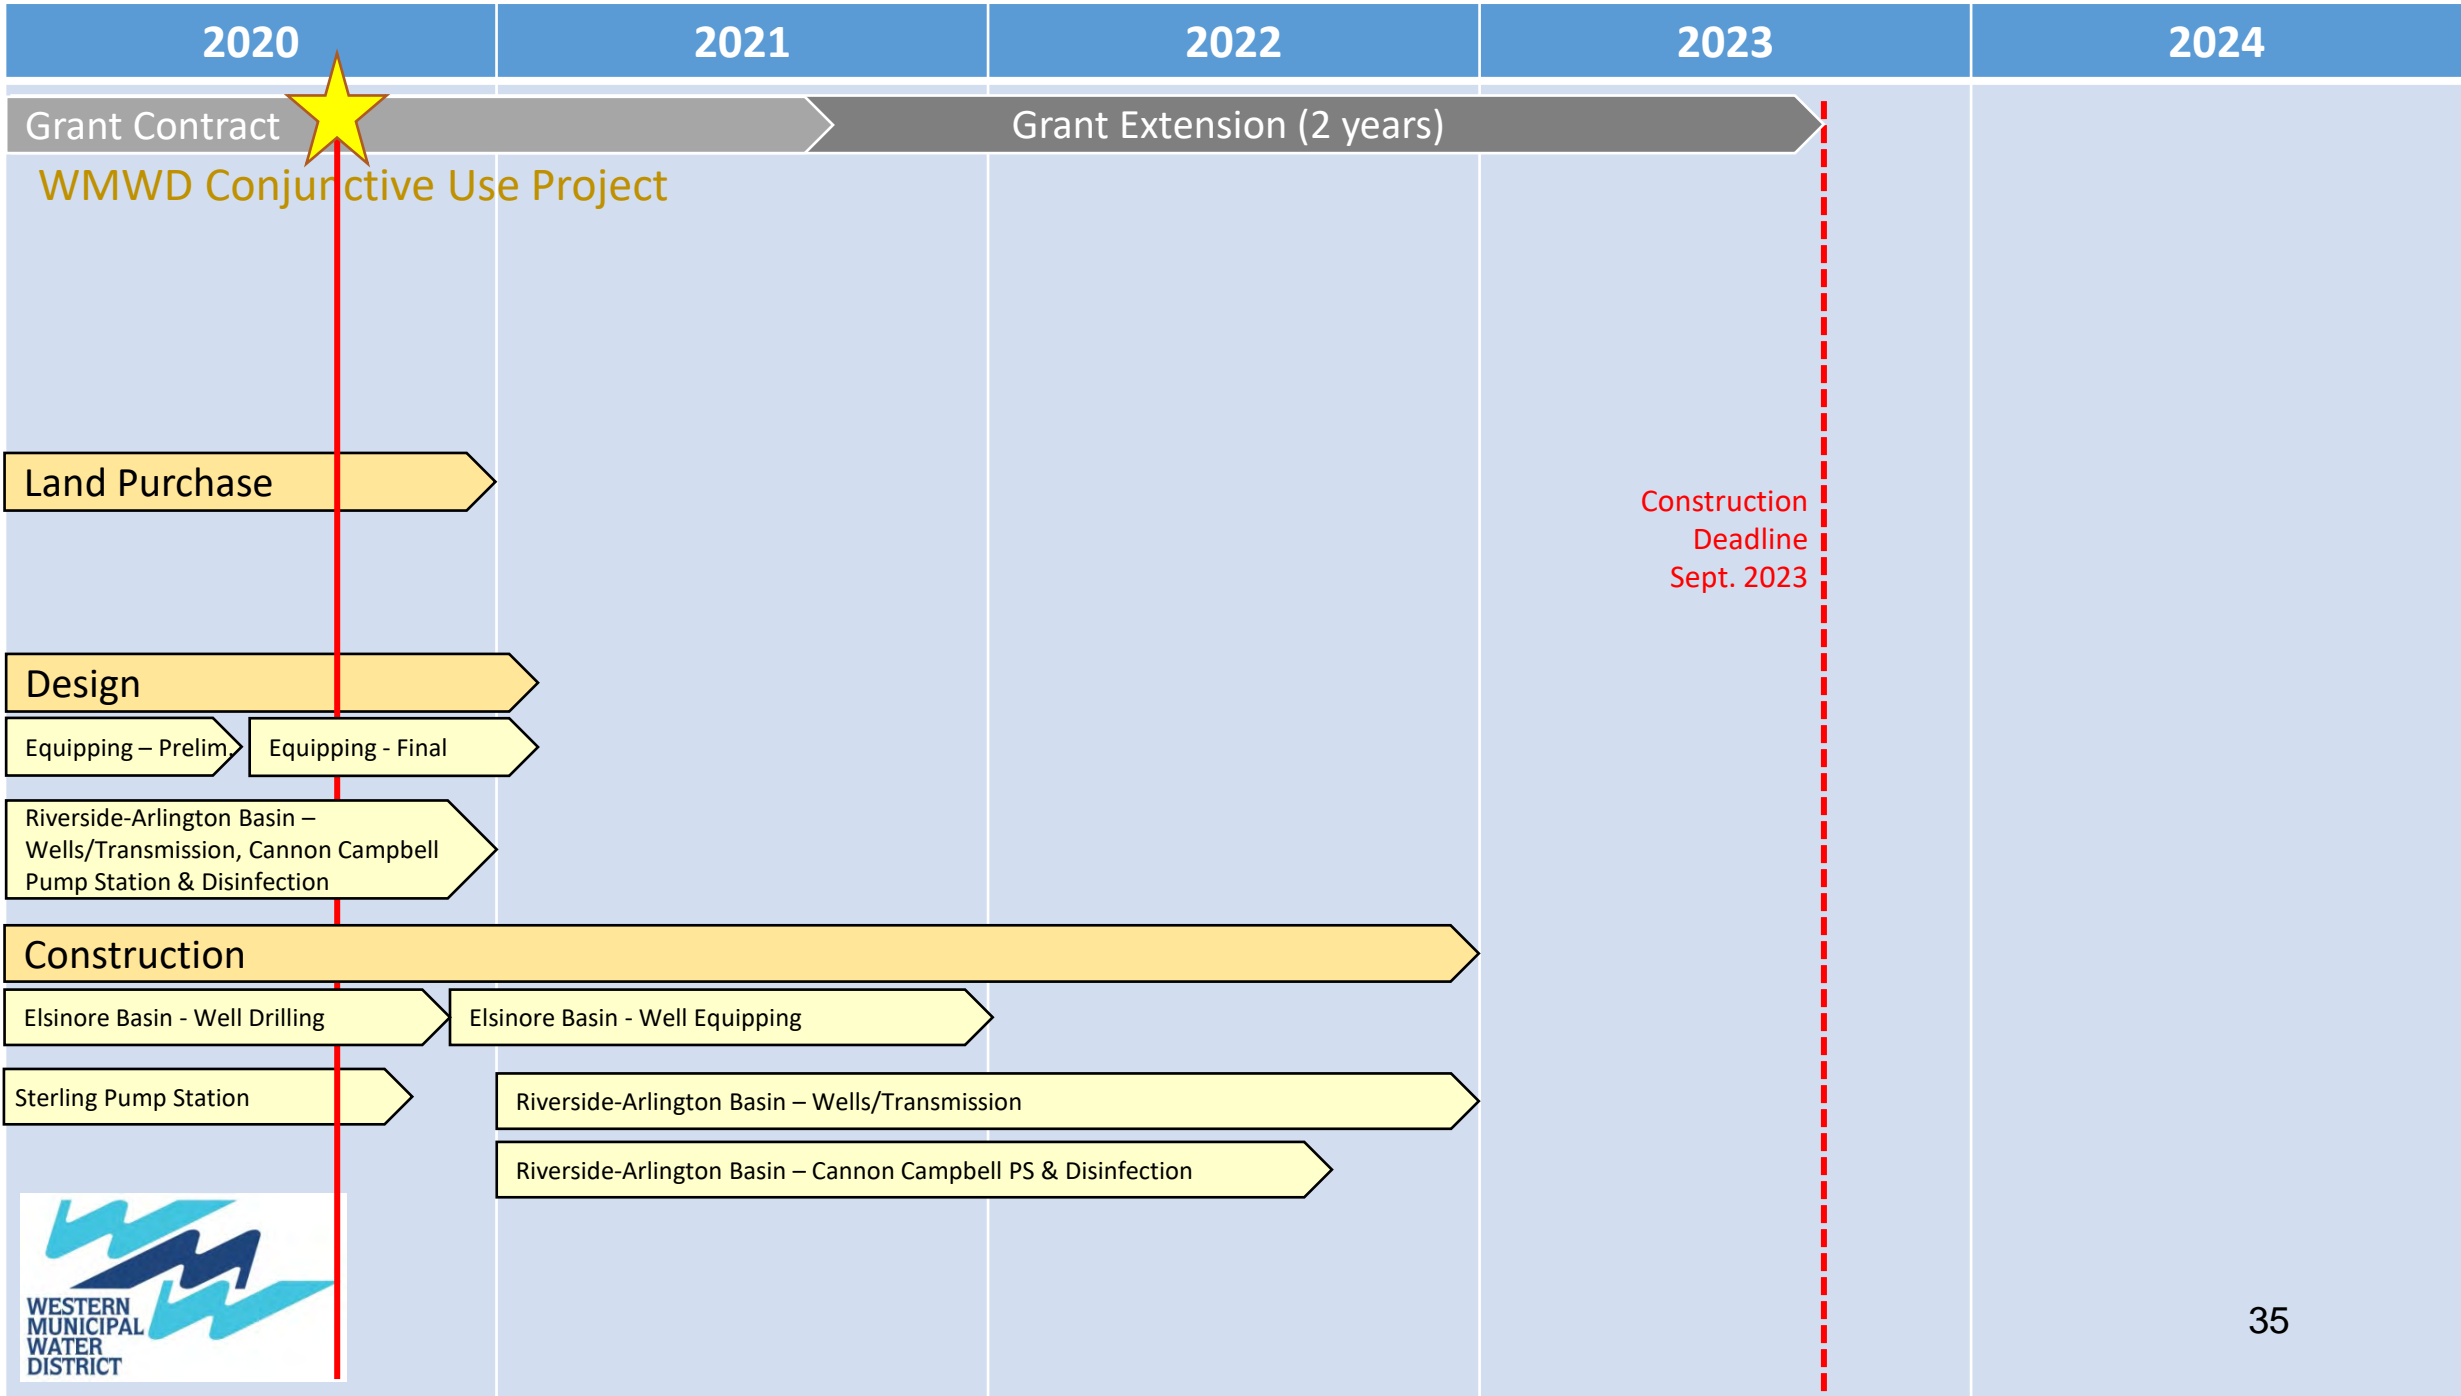 2020
2021
2022
2023
2024
Grant Contract
Grant Extension (2 years)
WMWD Conjunctive Use Project
Land Purchase
Construction
Deadline
Sept. 2023
Design
Equipping – Prelim.
Equipping - Final
Riverside-Arlington Basin –
Wells/Transmission, Cannon Campbell
Pump Station & Disinfection
Construction
Elsinore Basin - Well Drilling
Elsinore Basin - Well Equipping
Sterling Pump Station
Riverside-Arlington Basin – Wells/Transmission
Riverside-Arlington Basin – Cannon Campbell PS & Disinfection
WESTERN
MUNICIPAL
WATER
DISTRICT
35